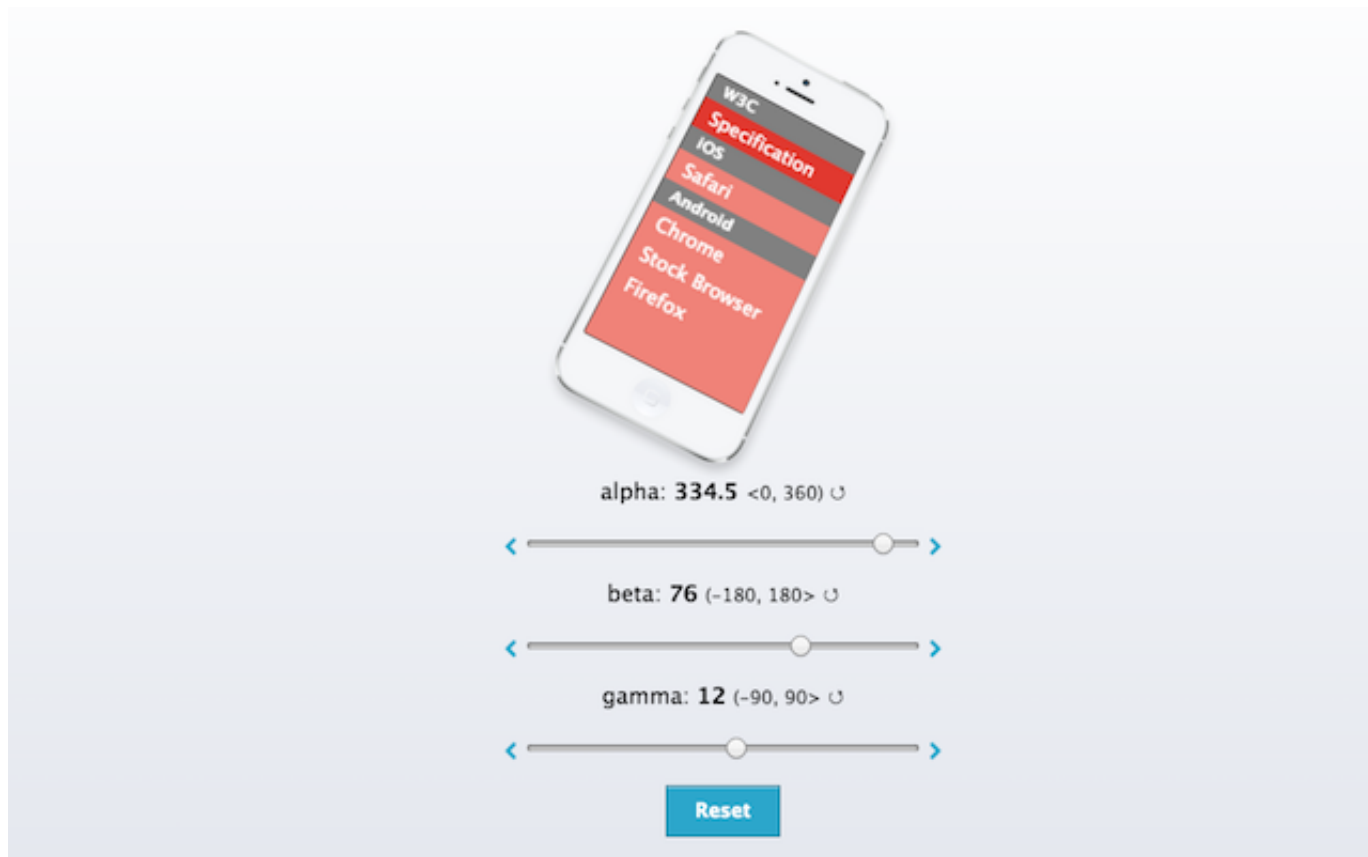 W3C
Specification
iOS
Safari
Android
Chrome
Stock Browser
Firefox
alpha: 334.5 <0, 360) ↺
beta: 76 (-180, 180> ↺
gamma: 12 (-90, 90> ↺
Reset